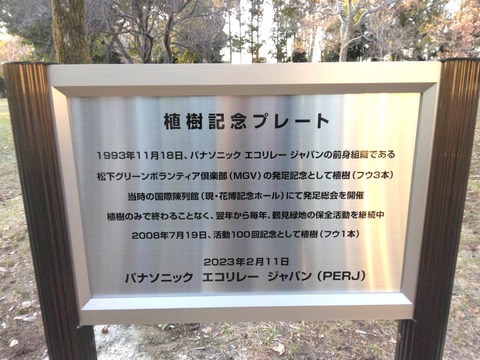 植樹記念プレート
1993年11月18日、パナソニック エコリレー ジャパンの前身組織である
松下グリーンボランティア倶楽部（MGV）の発足記念として植樹（フウ3本）
当時の国際陳列館（現・花博記念ホール）にて発足総会を開催
植樹のみで終わることなく、翌年から毎年、鶴見緑地の保全活動を継続中
2008年7月19日、活動100回記念として植樹（フウ1本）
2023年2月11日
パナソニック エコリレー ジャパン（PERJ）